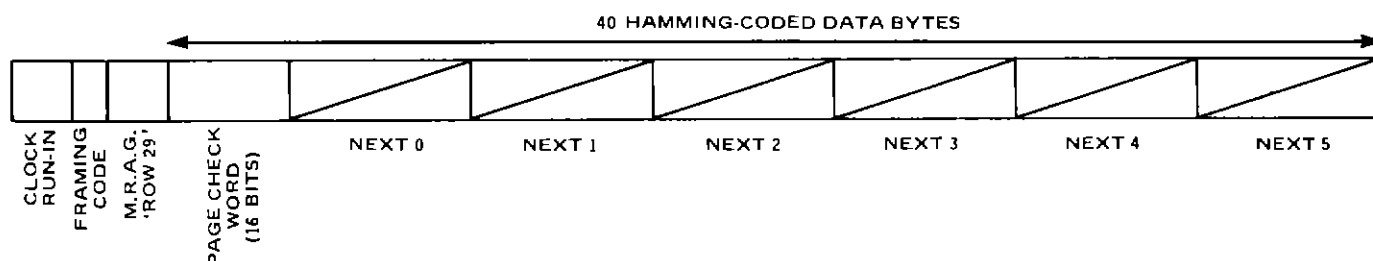 40 HAMMING-CODED DATA BYTES
CLOCK
RUN-IN
FRAMING
CODE
M.R.A.G.
'ROW 29'
PAGE CHECK
WORD
(16 BITS)
NEXT 0
NEXT 1
NEXT 2
NEXT 3
NEXT 4
NEXT 5